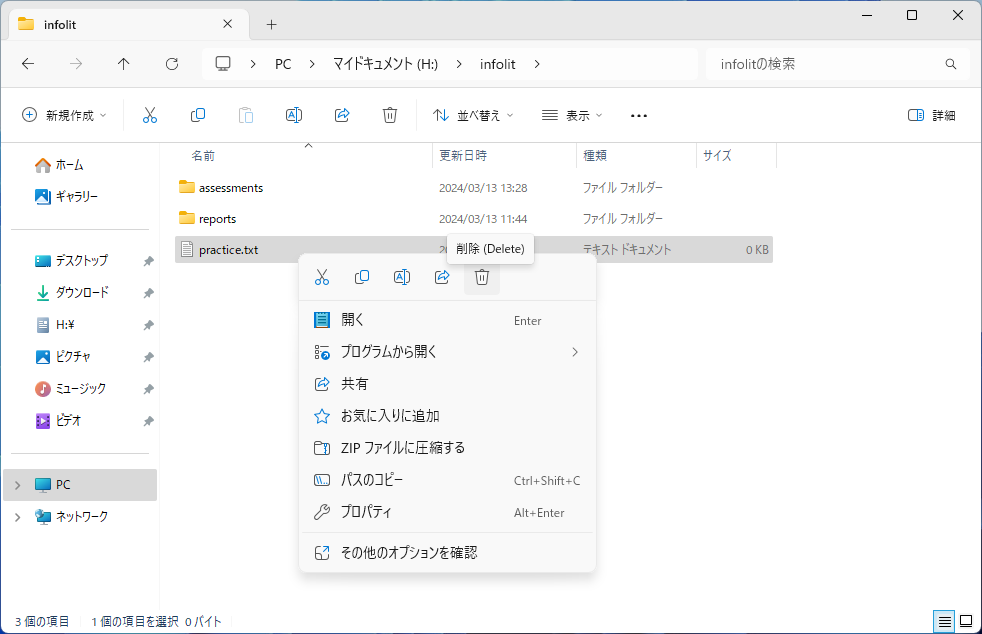 infolit
PC マイドキュメント (H:) infolit
infolitの検索
新規作成 並べ替え 表示 詳細
名前 更新日時 種類 サイズ
ホーム
ギャラリー
デスクトップ
ダウンロード
H:¥
ピクチャ
ミュージック
ビデオ
PC
ネットワーク
assessments 2024/03/13 13:28 ファイル フォルダー
reports 2024/03/13 11:44 ファイル フォルダー
practice.txt テキスト ドキュメント 0 KB
削除 (Delete)
開く Enter
プログラムから開く
共有
お気に入りに追加
ZIP ファイルに圧縮する
パスのコピー Ctrl+Shift+C
プロパティ Alt+Enter
その他のオプションを確認
3 個の項目 1 個の項目を選択 0 バイト